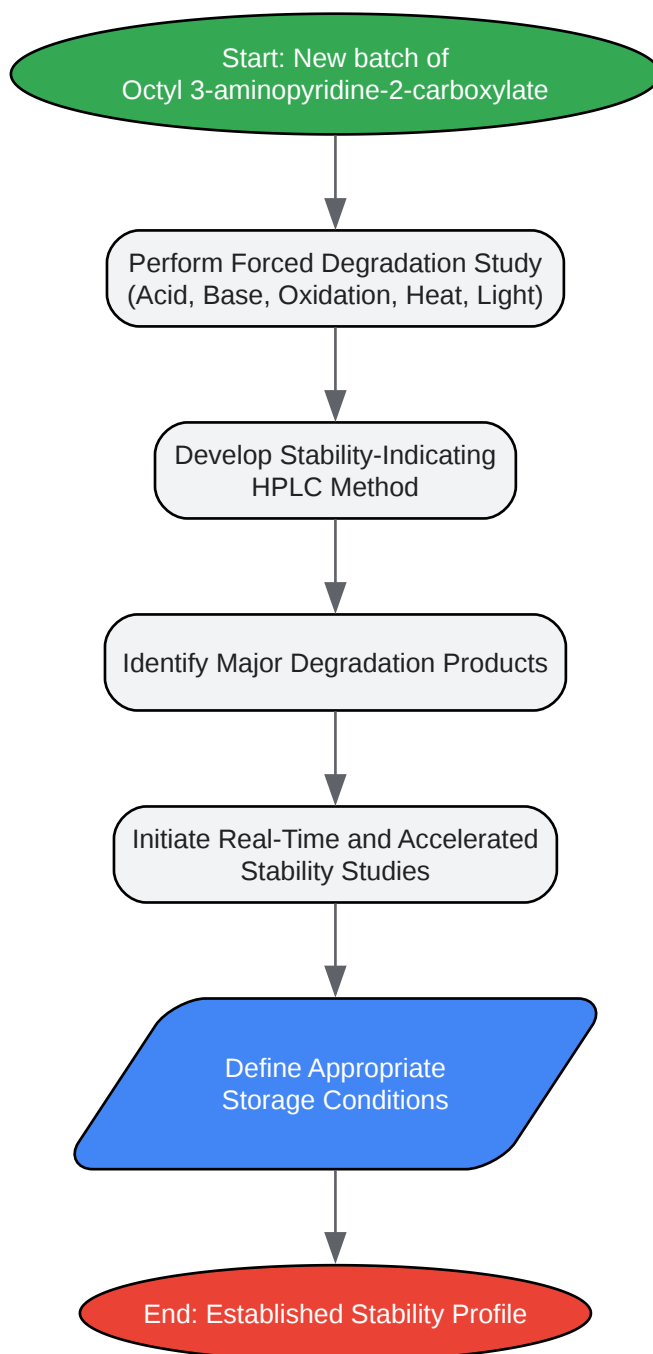 Start: New batch of
Octyl 3-aminopyridine-2-carboxylate
Perform Forced Degradation Study
(Acid, Base, Oxidation, Heat, Light)
Develop Stability-Indicating
HPLC Method
Identify Major Degradation Products
Initiate Real-Time and Accelerated
Stability Studies
Define Appropriate
Storage Conditions
End: Established Stability Profile